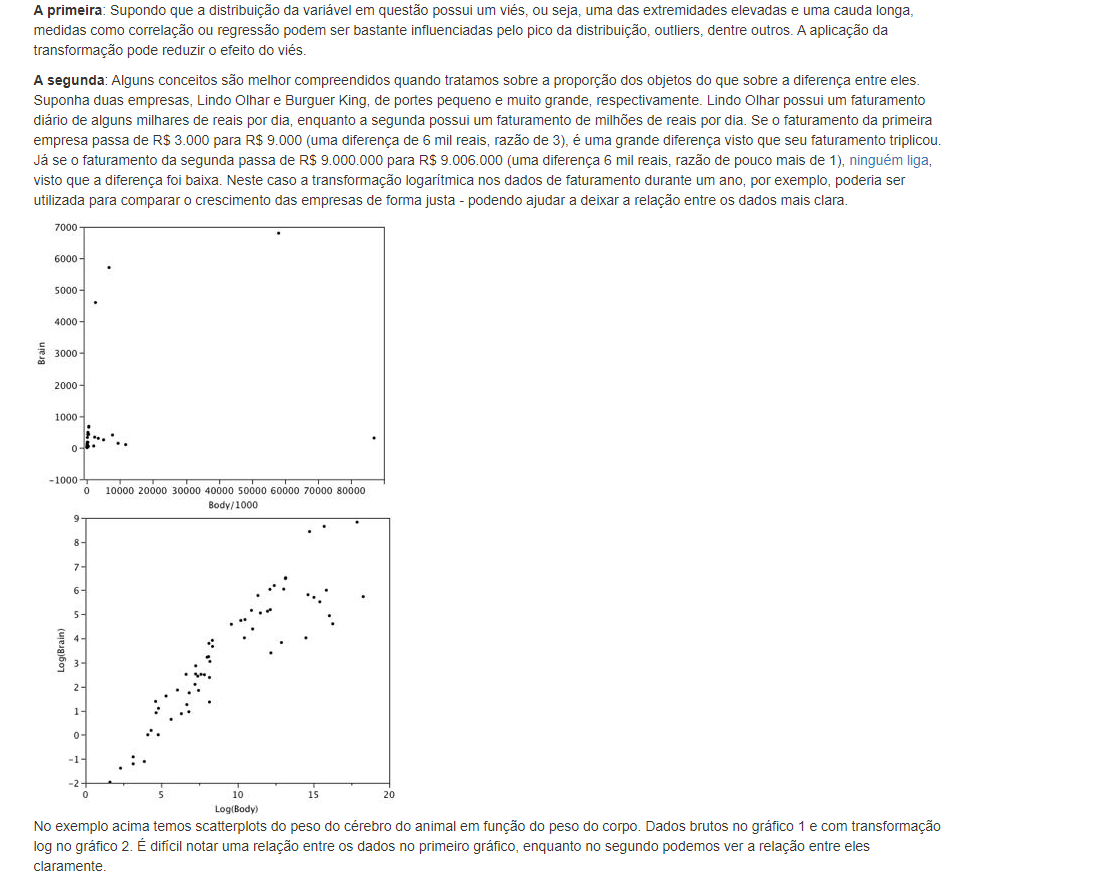 A primeira: Supondo que a distribuição da variável em questão possui um viés, ou seja, uma das extremidades elevadas e uma cauda longa,
medidas como correlação ou regressão podem ser bastante influenciadas pelo pico da distribuição, outliers, dentre outros. A aplicação da
transformação pode reduzir o efeito do viés.
A segunda: Alguns conceitos são melhor compreendidos quando tratamos sobre a proporção dos objetos do que sobre a diferença entre eles.
Suponha duas empresas, Lindo Olhar e Burguer King, de portes pequeno e muito grande, respectivamente. Lindo Olhar possui um faturamento
diário de alguns milhares de reais por dia, enquanto a segunda possui um faturamento de milhões de reais por dia. Se o faturamento da primeira
empresa passa de R$ 3.000 para R$ 9.000 (uma diferença de 6 mil reais, razão de 3), é uma grande diferença visto que seu faturamento triplicou.
Já se o faturamento da segunda passa de R$ 9.000.000 para R$ 9.006.000 (uma diferença 6 mil reais, razão de pouco mais de 1), ninguém liga,
visto que a diferença foi baixa. Neste caso a transformação logarítmica nos dados de faturamento durante um ano, por exemplo, poderia ser
utilizada para comparar o crescimento das empresas de forma justa - podendo ajudar a deixar a relação entre os dados mais clara.
7000
6000
5000
4000
Brain
3000
2000
1000
0
-1000
0 10000 20000 30000 40000 50000 60000 70000 80000
Body/1000
9
8
7
6
5
Log(Brain)
4
3
2
1
0
-1
-2
0 5 10 15 20
Log(Body)
No exemplo acima temos scatterplots do peso do cérebro do animal em função do peso do corpo. Dados brutos no gráfico 1 e com transformação
log no gráfico 2. É difícil notar uma relação entre os dados no primeiro gráfico, enquanto no segundo podemos ver a relação entre eles
claramente.